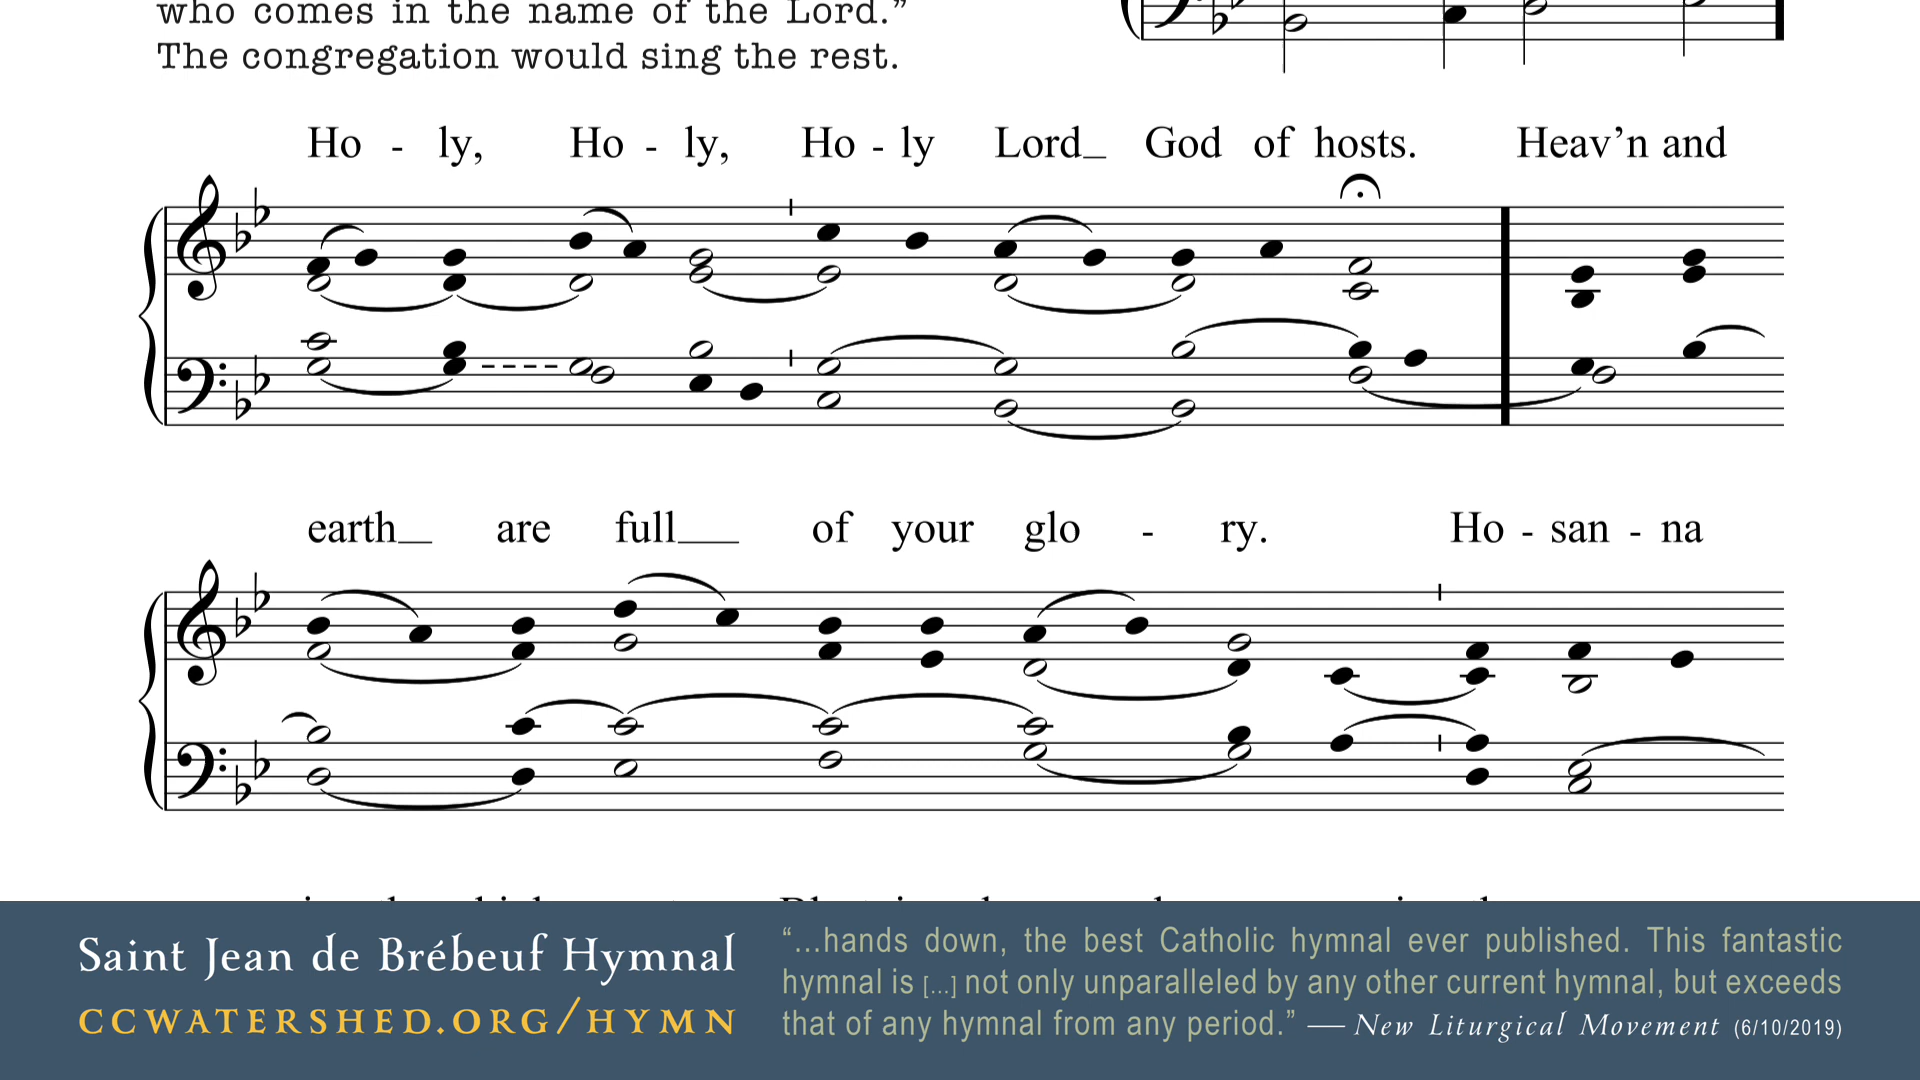 who comes in the name of the Lord.”
The congregation would sing the rest.
Ho - ly, Ho - ly, Ho - ly Lord_ God of hosts. Heav’n and
earth_ are full_ of your glo - ry. Ho - san - na
Saint Jean de Brébeuf Hymnal
CCWATERSHED.ORG/HYMN
“...hands down, the best Catholic hymnal ever published. This fantastic
hymnal is [...] not only unparalleled by any other current hymnal, but exceeds
that of any hymnal from any period.” — New Liturgical Movement (6/10/2019)